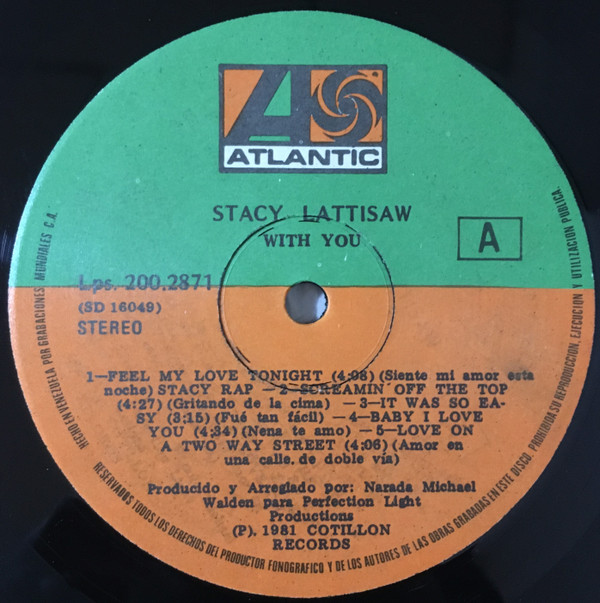 ATLANTIC
STACY LATTISAW
WITH YOU
A
Lps. 200.2871
(SD 16049)
STEREO
1—FEEL MY LOVE TONIGHT (4:08) (Siente mi amor esta
noche) STACY RAP —2—SCREAMIN OFF THE TOP
(4:27) (Gritando de la cima) —3—IT WAS SO EA-
SY (3:15) (Fué tan fácil) —4—BABY I LOVE
YOU (4:34) (Nena te amo) —5—LOVE ON
A TWO WAY STREET (4:06) (Amor en
una calle. de doble vía)
Producido y Arreglado por: Narada Michael
Walden para Perfection Light
Productions
(P). 1981 COTILLON
RECORDS
HECHO EN VENEZUELA POR GRABACIONES MUNDIALES C.A.
RESERVADOS TODOS LOS DERECHOS DEL PRODUCTOR FONOGRAFICO Y DE LOS AUTORES DE LAS OBRAS GRABADAS EN ESTE DISCO. PROHIBIDA SU REPRODUCCION, EJECUCION Y UTILIZACION PUBLICA.